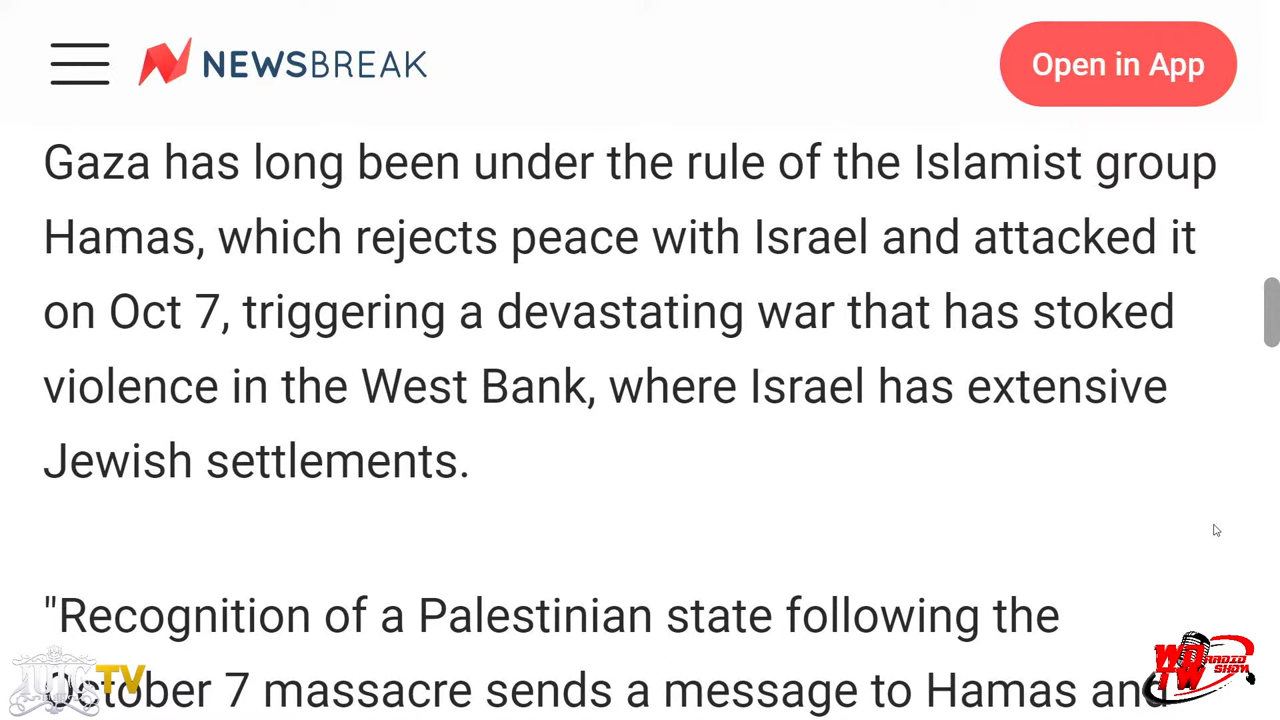 NEWSBREAK
Open in App
Gaza has long been under the rule of the Islamist group
Hamas, which rejects peace with Israel and attacked it
on Oct 7, triggering a devastating war that has stoked
violence in the West Bank, where Israel has extensive
Jewish settlements.
"Recognition of a Palestinian state following the
October 7 massacre sends a message to Hamas and
TV
RADIO
SHOW